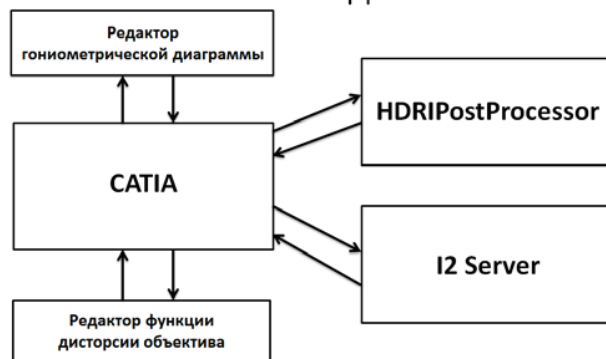 Редактор
гониометрической диаграммы
HDRIPostProcessor
CATIA
I2 Server
Редактор функции
дисторсии объектива